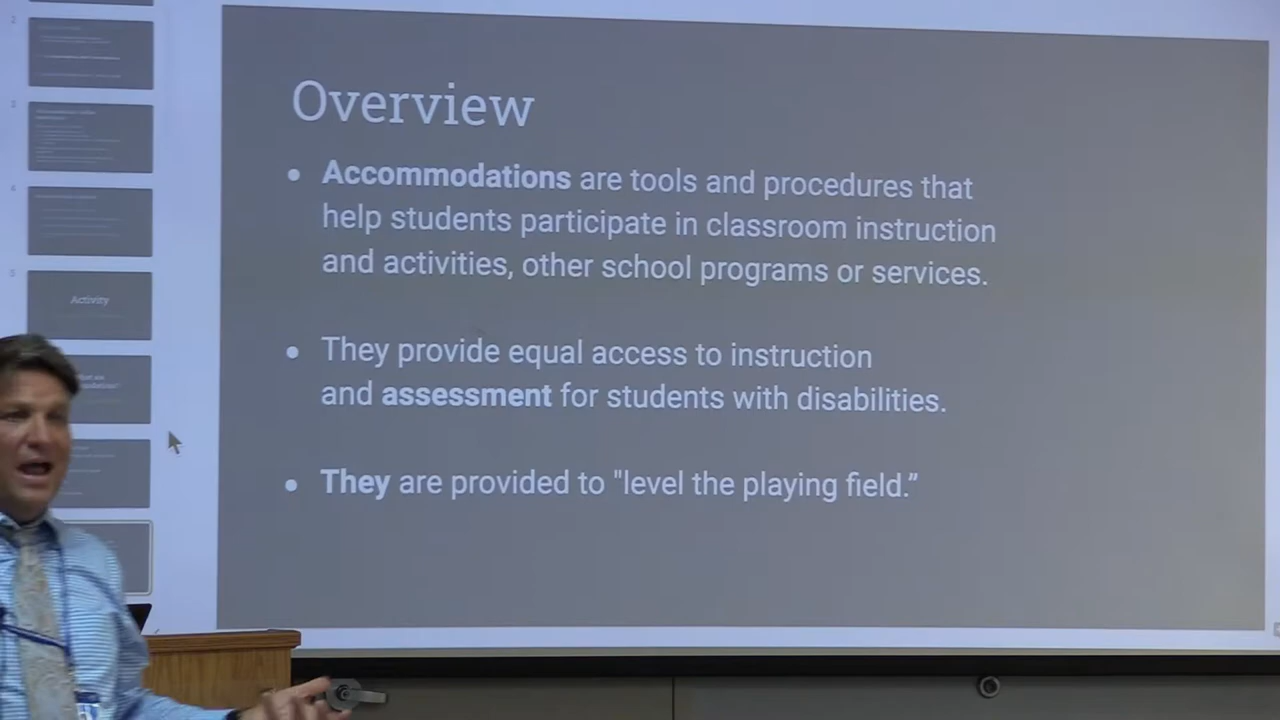 Overview
• Accommodations are tools and procedures that
help students participate in classroom instruction
and activities, other school programs or services.
• They provide equal access to instruction
and assessment for students with disabilities.
• They are provided to "level the playing field.”
Activity